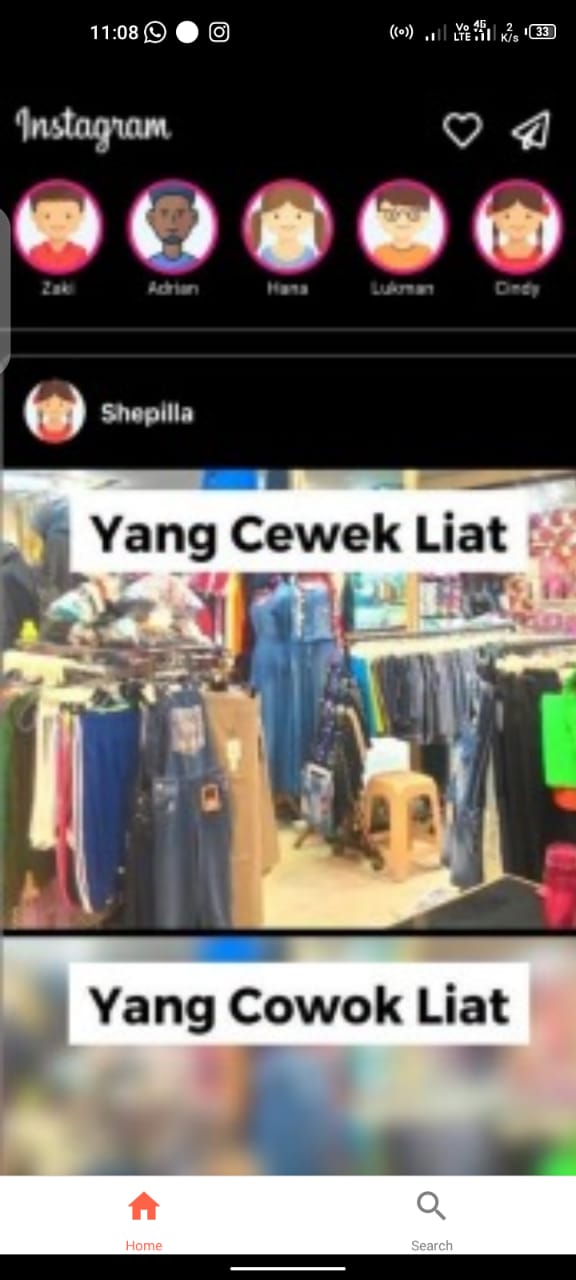 11:08
Vo 4G 2 33
LTE K/s
Instagram
Zaki Adrian Hana Lukman Cindy
Shepilla
Yang Cewek Liat
Yang Cowok Liat
Home Search